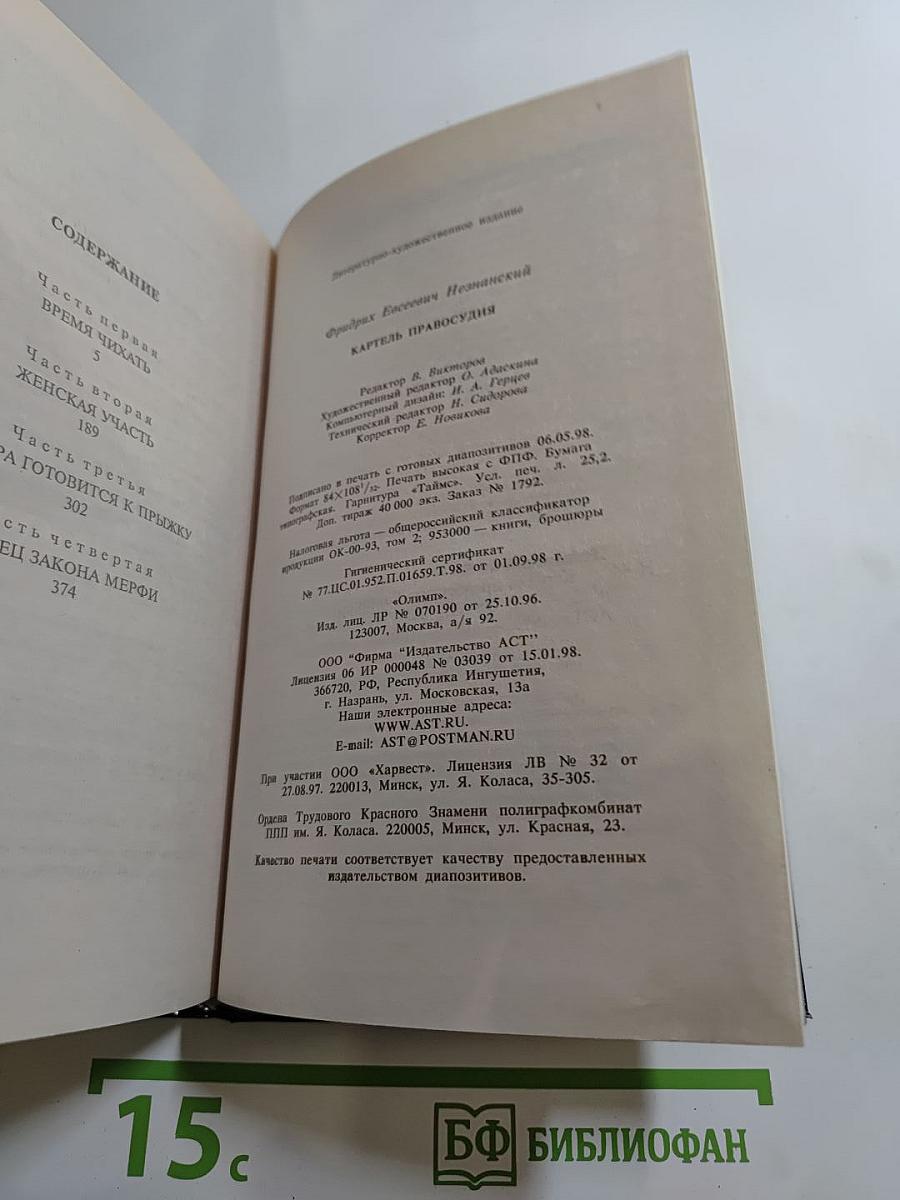 СОДЕРЖАНИЕ
Часть первая
ВРЕМЯ ЧИХАТЬ
5
Часть вторая
ЖЕНСКАЯ УЧАСТЬ
189
Часть третья
РА ГОТОВИТСЯ К ПРЫЖКУ
302
сть четвертая
ЕЦ ЗАКОНА МЕРФИ
374
Литературно-художественное издание
Фридрих Евсеевич Незнанский
КАРТЕЛЬ ПРАВОСУДИЯ
Редактор В. Викторов
Художественный редактор О. Адаскина
Компьютерный дизайн: И. А. Герцев
Технический редактор Н. Сидорова
Корректор Е. Новикова
Подписано в печать с готовых диапозитивов 06.05.98.
Формат 84×108¹/₃₂. Печать высокая с ФПФ. Бумага
типографская. Гарнитура «Таймс». Усл. печ. л. 25,2.
Доп. тираж 40 000 экз. Заказ № 1792.
Налоговая льгота — общероссийский классификатор
продукции ОК-00-93, том 2; 953000 — книги, брошюры
Гигиенический сертификат
№ 77.ЦС.01.952.П.01659.Т.98. от 01.09.98 г.
«Олимп».
Изд. лиц. ЛР № 070190 от 25.10.96.
123007, Москва, а/я 92.
ООО "Фирма "Издательство АСТ"
Лицензия 06 ИР 000048 № 03039 от 15.01.98.
366720, РФ, Республика Ингушетия,
г. Назрань, ул. Московская, 13а
Наши электронные адреса:
WWW.AST.RU.
E-mail: AST@POSTMAN.RU
При участии ООО «Харвест». Лицензия ЛВ № 32 от
27.08.97. 220013, Минск, ул. Я. Коласа, 35-305.
Ордена Трудового Красного Знамени полиграфкомбинат
ППП им. Я. Коласа. 220005, Минск, ул. Красная, 23.
Качество печати соответствует качеству предоставленных
издательством диапозитивов.
15 с
БФ БИБЛИОФАН